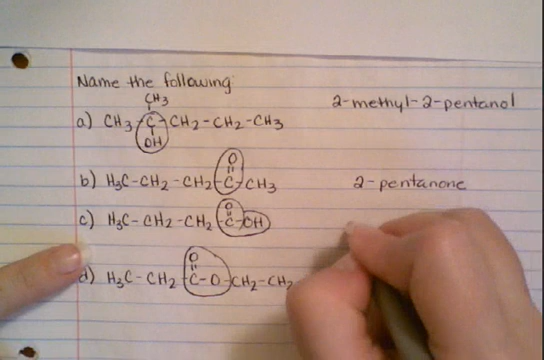 Name the following:
CH3
a) CH3-C-CH2-CH2-CH3 2-methyl-2-pentanol
OH
O
b) H3C-CH2-CH2-C-CH3 2-pentanone
O
c) H3C-CH2-CH2-C-OH
O
d) H3C-CH2-C-O-CH2-CH2